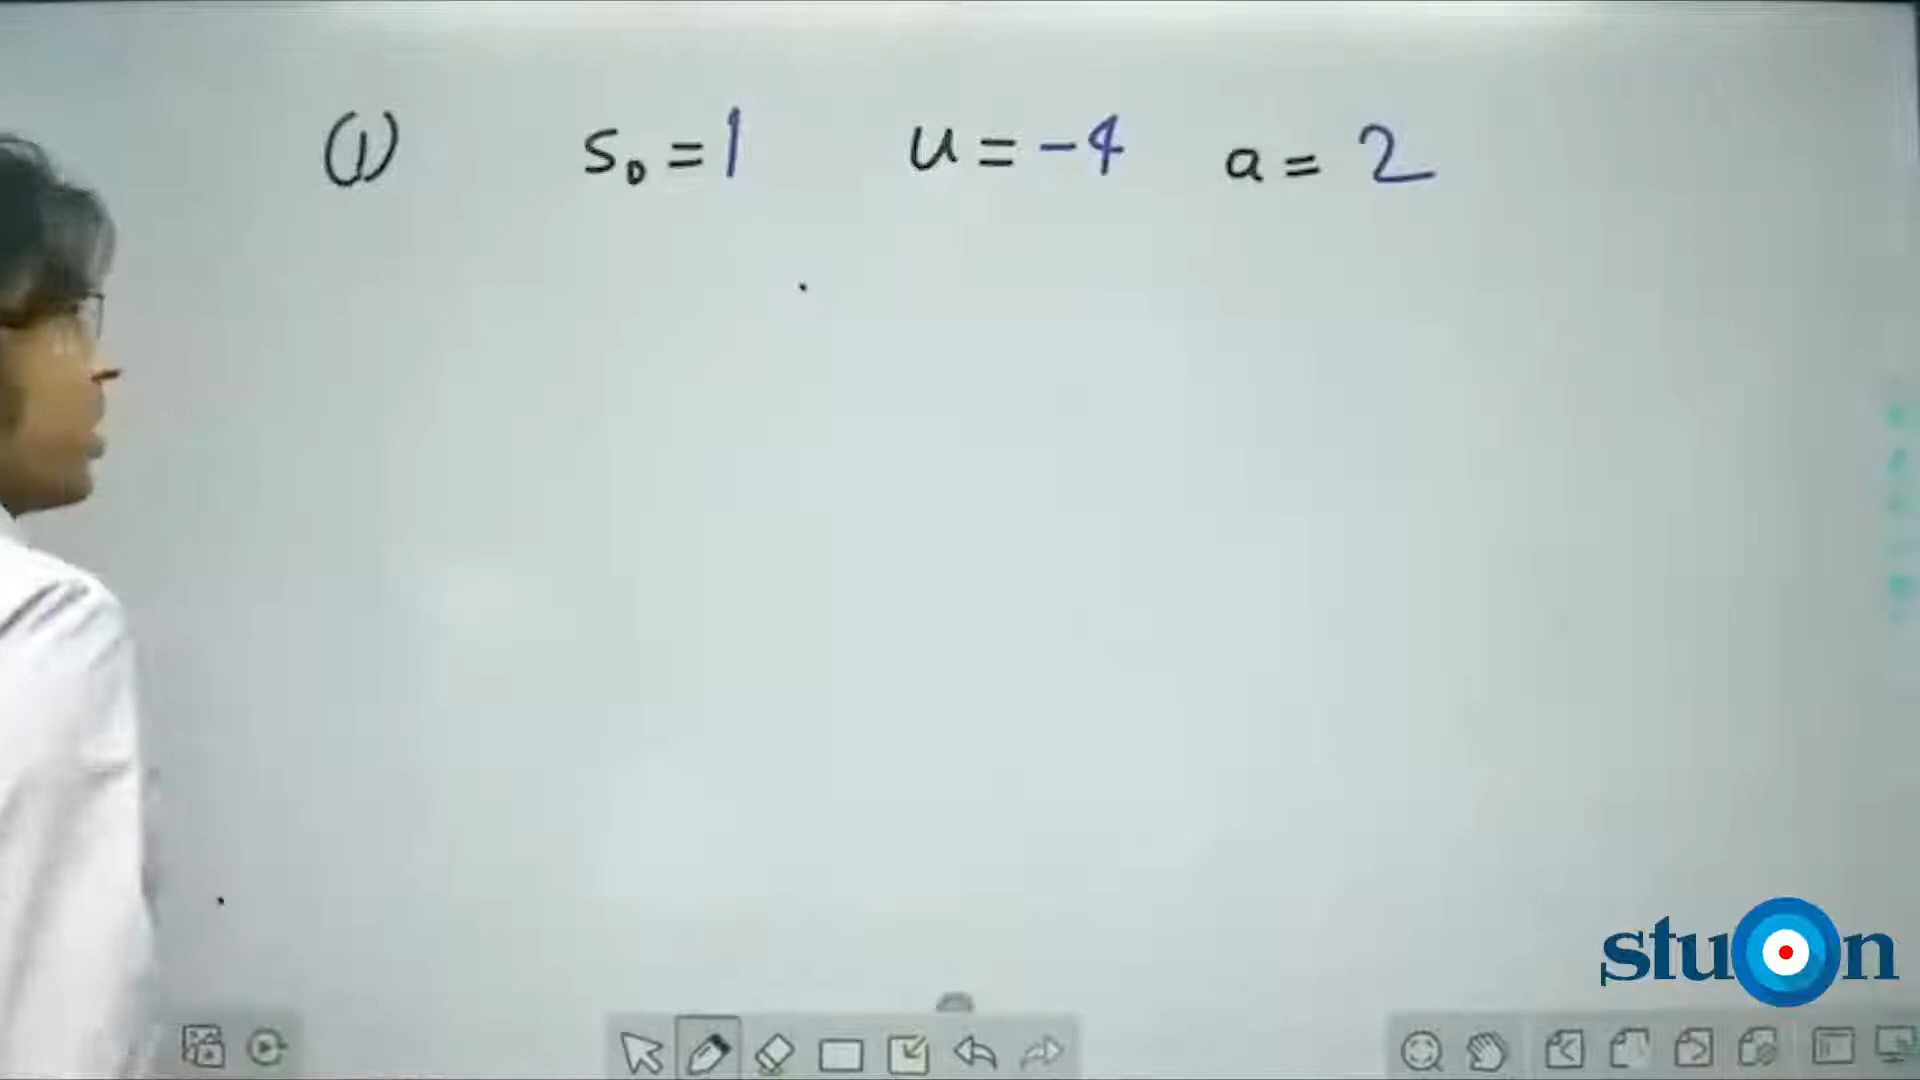 (1) S₀ = 1 u = -4 a = 2
stuOn